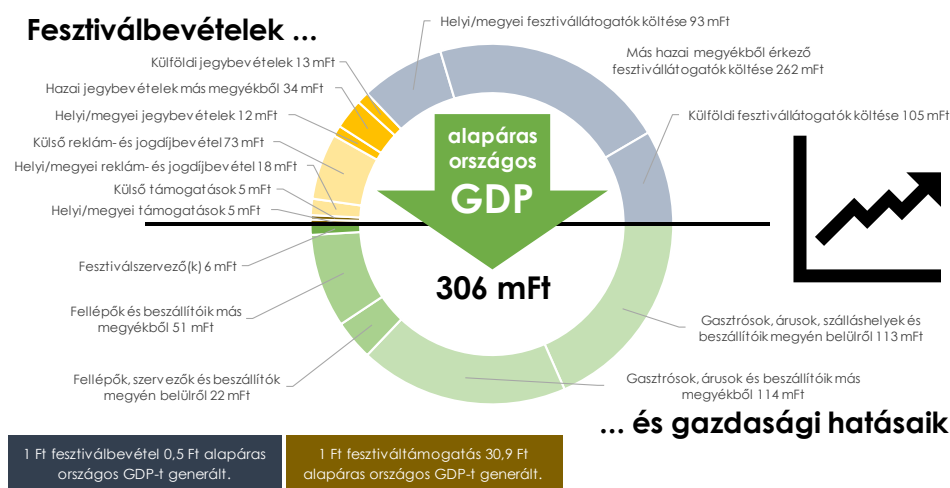 Fesztiválbevételek ...
Helyi/megyei fesztivállátogatók költése 93 mFt
Más hazai megyékből érkező
fesztivállátogatók költése 262 mFt
Külföldi fesztivállátogatók költése 105 mFt
Külföldi jegybevételek 13 mFt
Hazai jegybevételek más megyékből 34 mFt
Helyi/megyei jegybevételek 12 mFt
Külső reklám- és jogdíjbevétel 73 mFt
Helyi/megyei reklám- és jogdíjbevétel 18 mFt
Külső támogatások 5 mFt
Helyi/megyei támogatások 5 mFt
alapáras
országos
GDP
306 mFt
Fesztiválszervező(k) 6 mFt
Fellépők és beszállítóik más
megyékből 51 mFt
Fellépők, szervezők és beszállítók
megyén belülről 22 mFt
Gasztrósok, árusok, szálláshelyek és
beszállítóik megyén belülről 113 mFt
Gasztrósok, árusok és beszállítóik más
megyékből 114 mFt
... és gazdasági hatásaik
1 Ft fesztiválbevétel 0,5 Ft alapáras
országos GDP-t generált.
1 Ft fesztiváltámogatás 30,9 Ft
alapáras országos GDP-t generált.